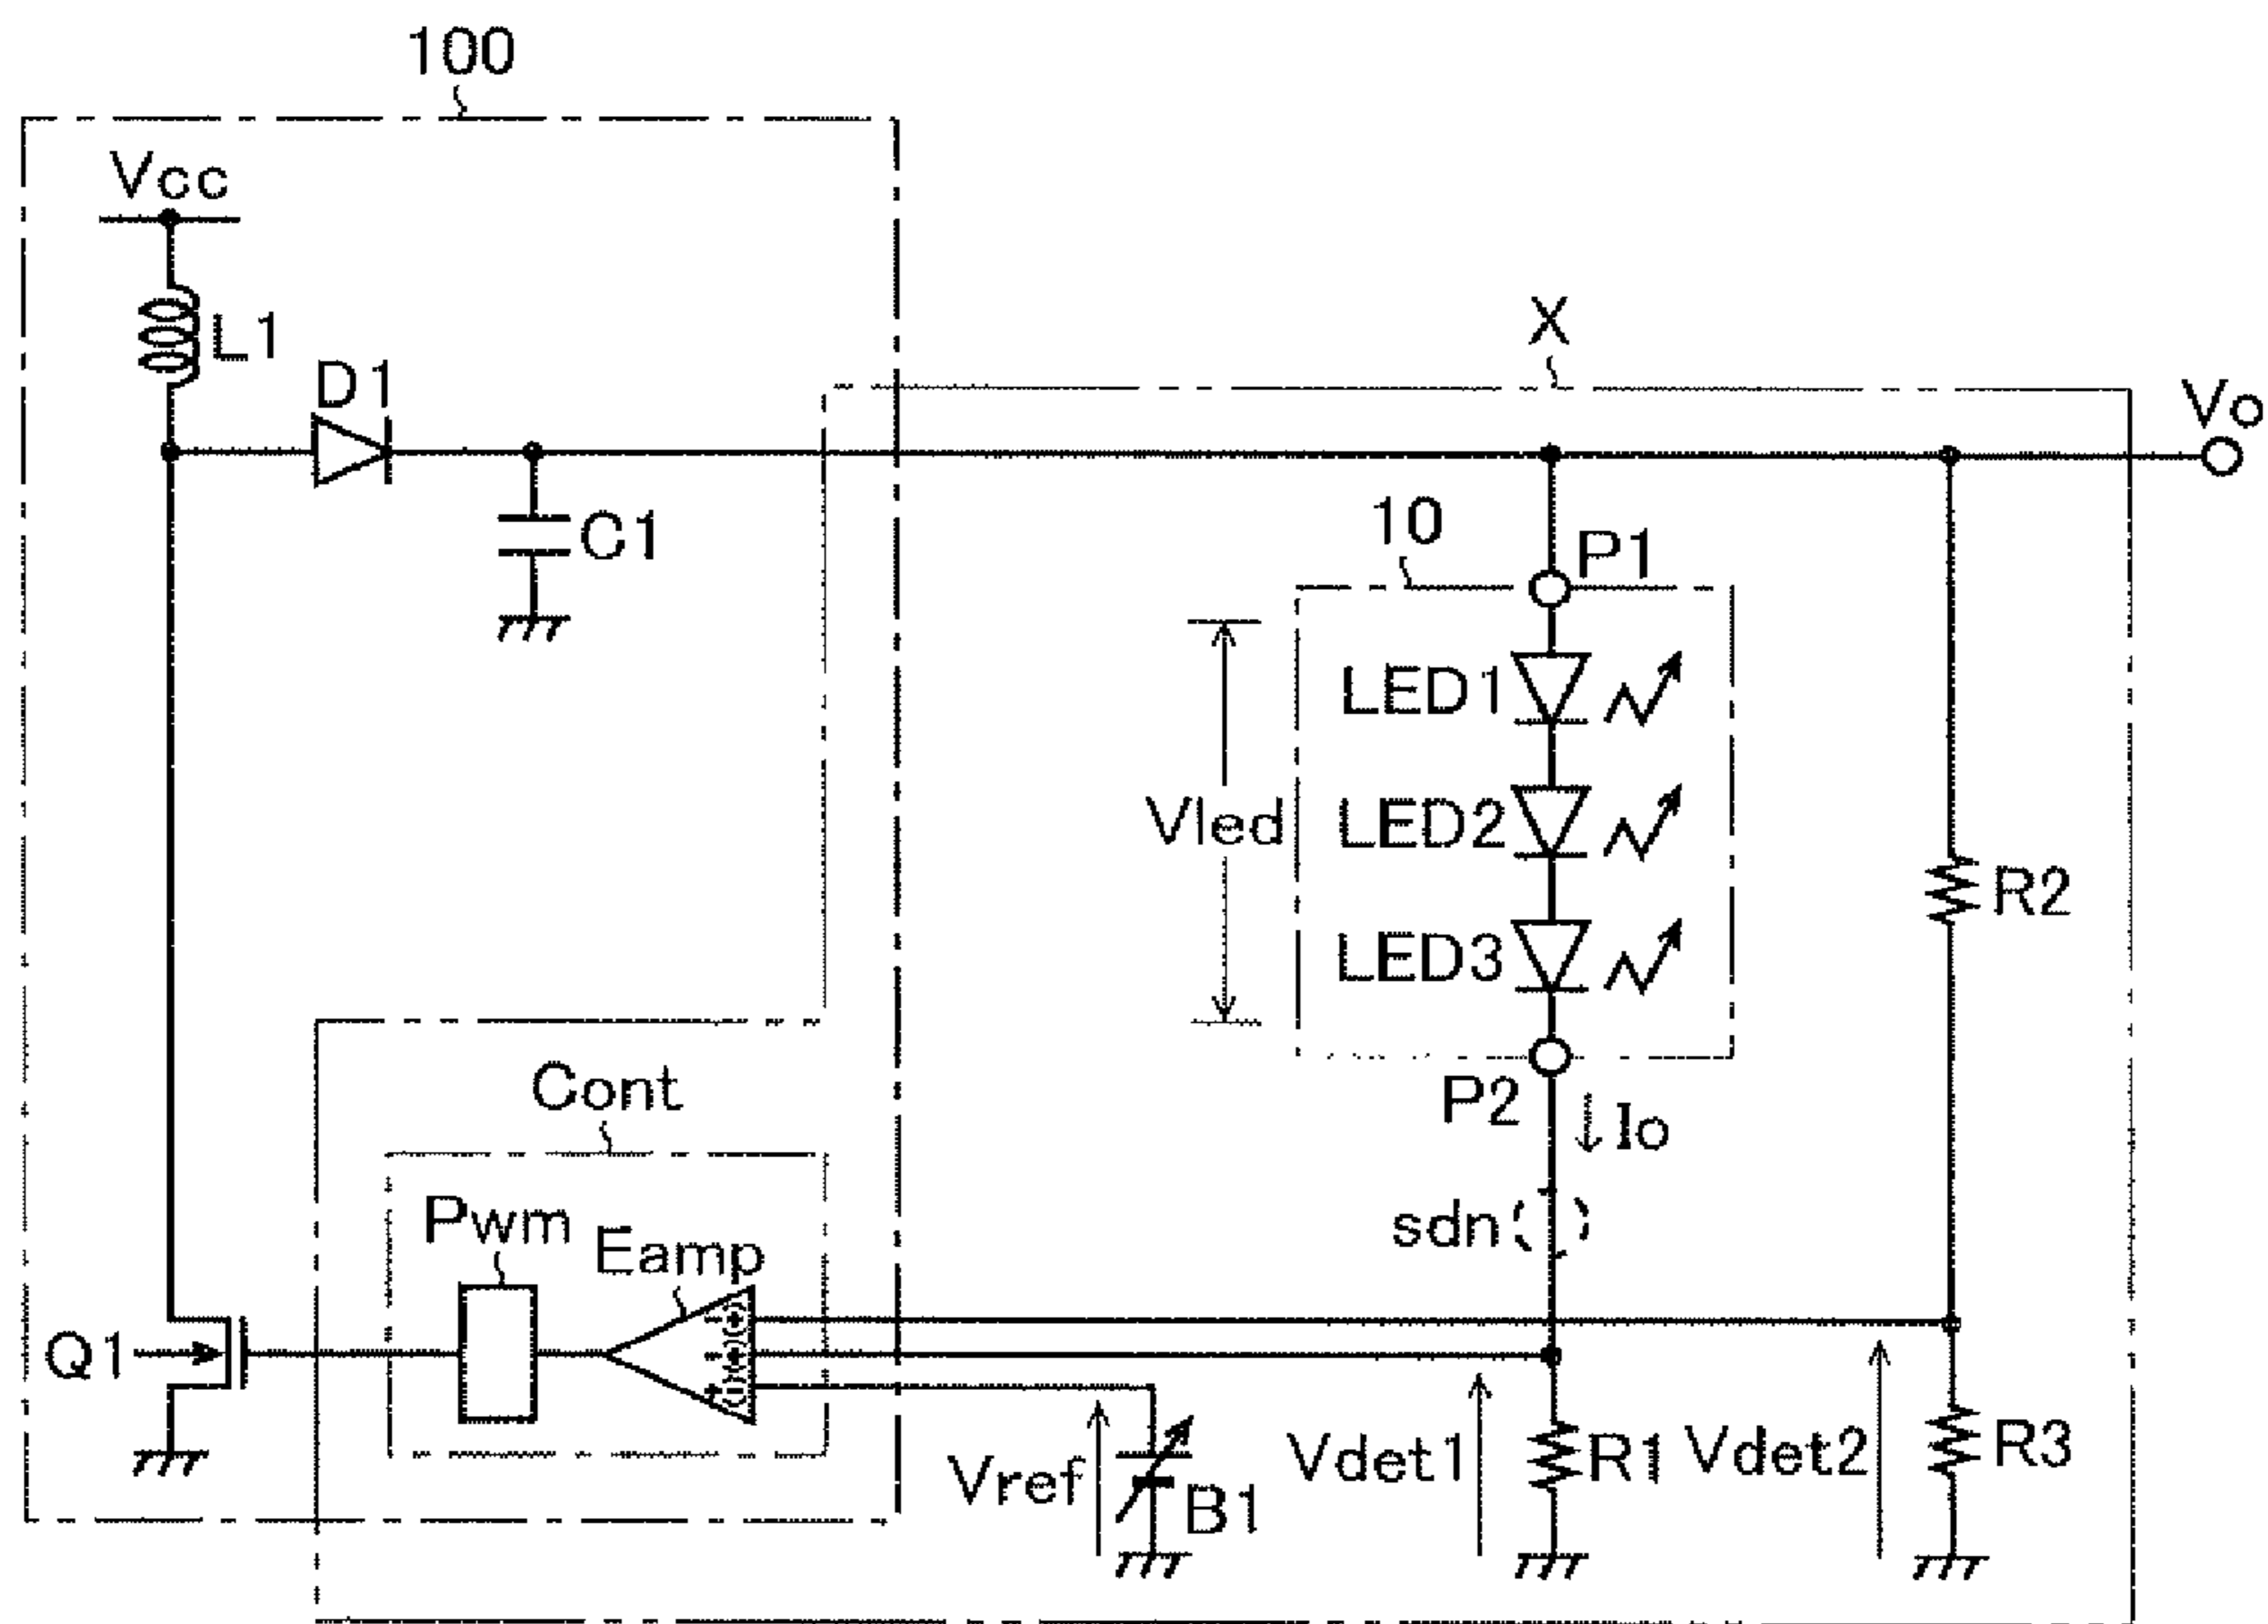 100
Vcc
L1
D1
X
Vo
C1
10
P1
LED1
Vled
LED2
R2
LED3
Cont
P2
Io
Pwm
Eamp
sdn
Q1
Vref
B1
Vdet1
R1
Vdet2
R3